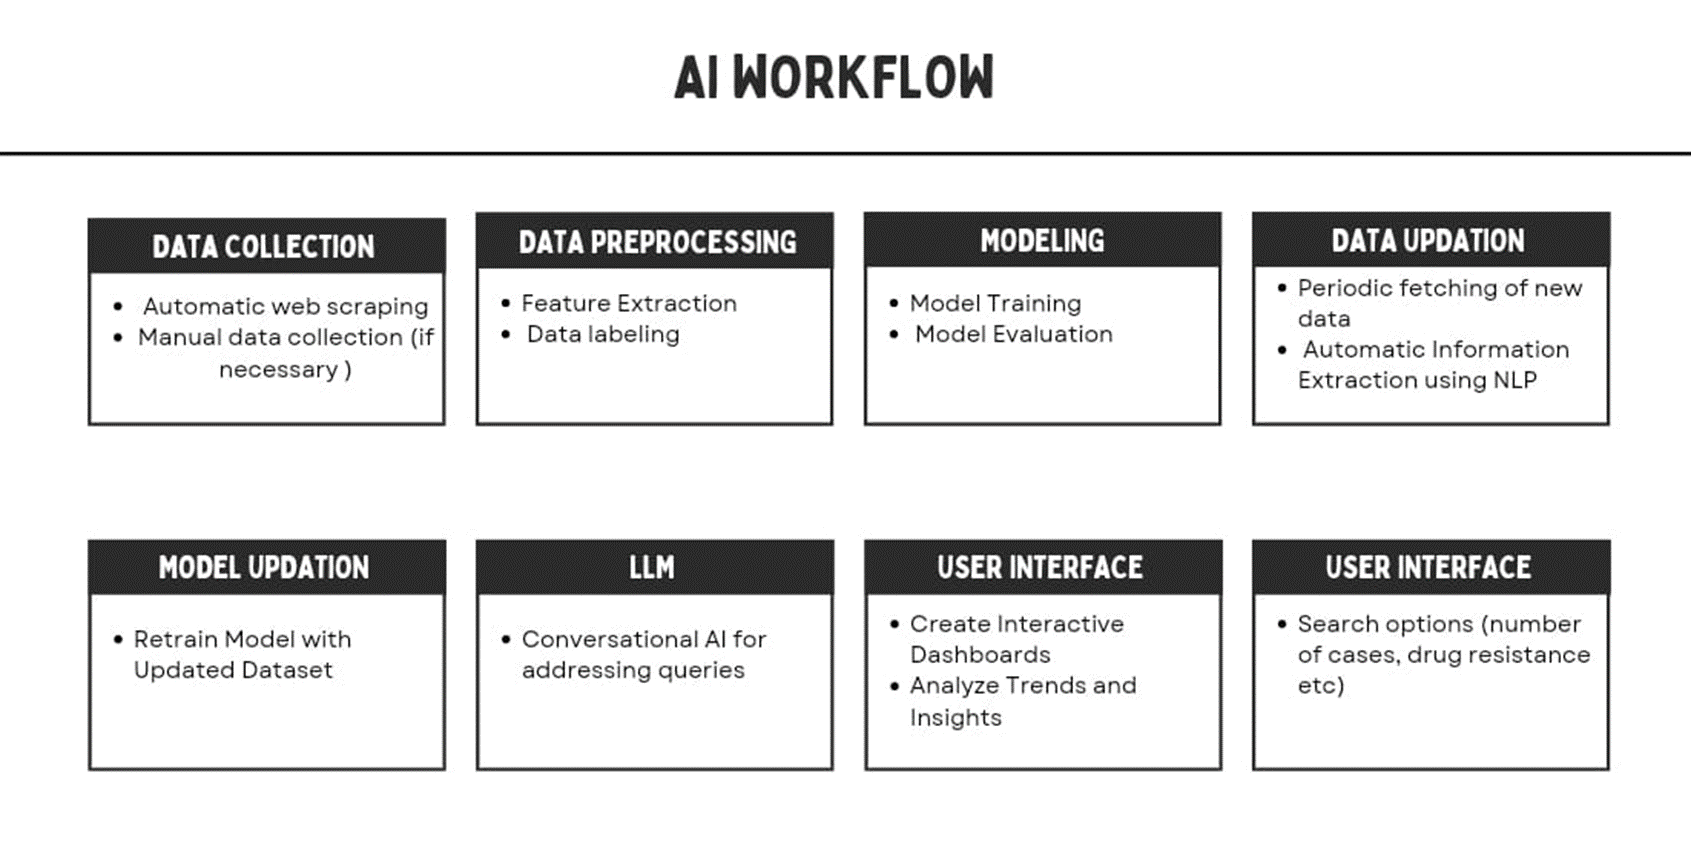 AI WORKFLOW
DATA COLLECTION
• Automatic web scraping
• Manual data collection (if
necessary )
DATA PREPROCESSING
• Feature Extraction
• Data labeling
MODELING
• Model Training
• Model Evaluation
DATA UPDATION
• Periodic fetching of new
data
• Automatic Information
Extraction using NLP
MODEL UPDATION
• Retrain Model with
Updated Dataset
LLM
• Conversational AI for
addressing queries
USER INTERFACE
• Create Interactive
Dashboards
• Analyze Trends and
Insights
USER INTERFACE
• Search options (number
of cases, drug resistance
etc)